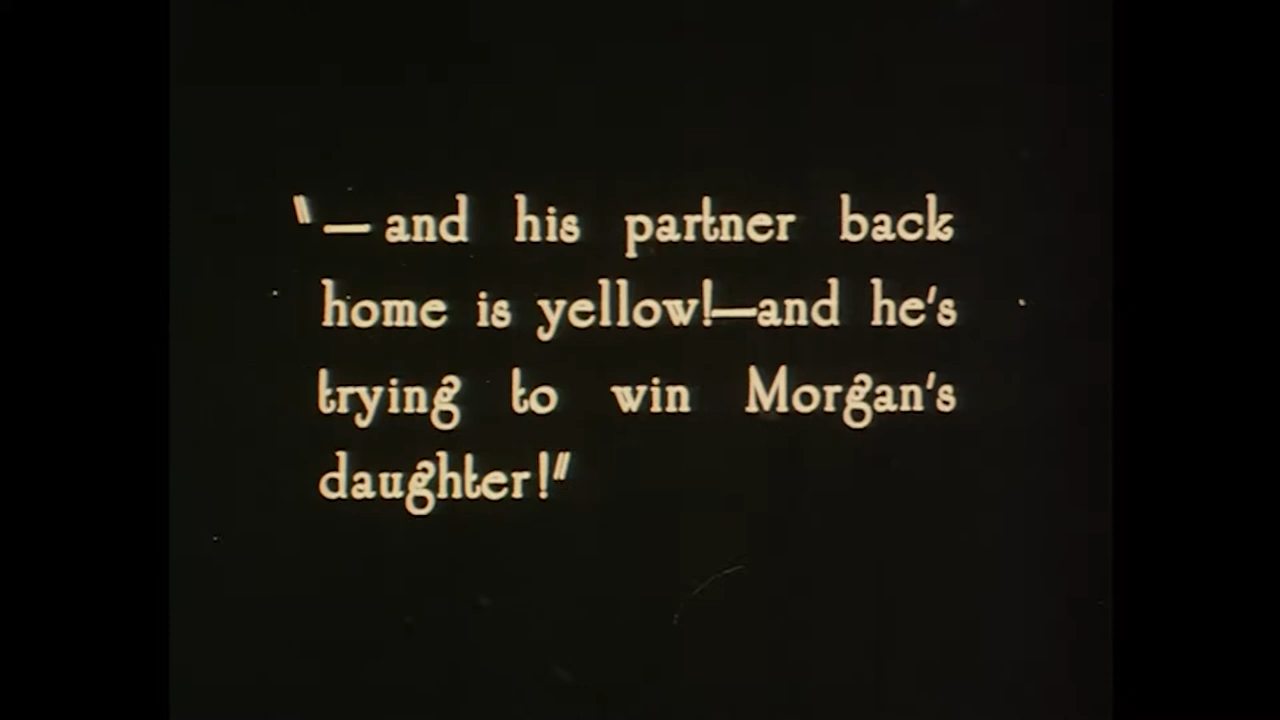 "—and his partner back
home is yellow!—and he's
trying to win Morgan's
daughter!"